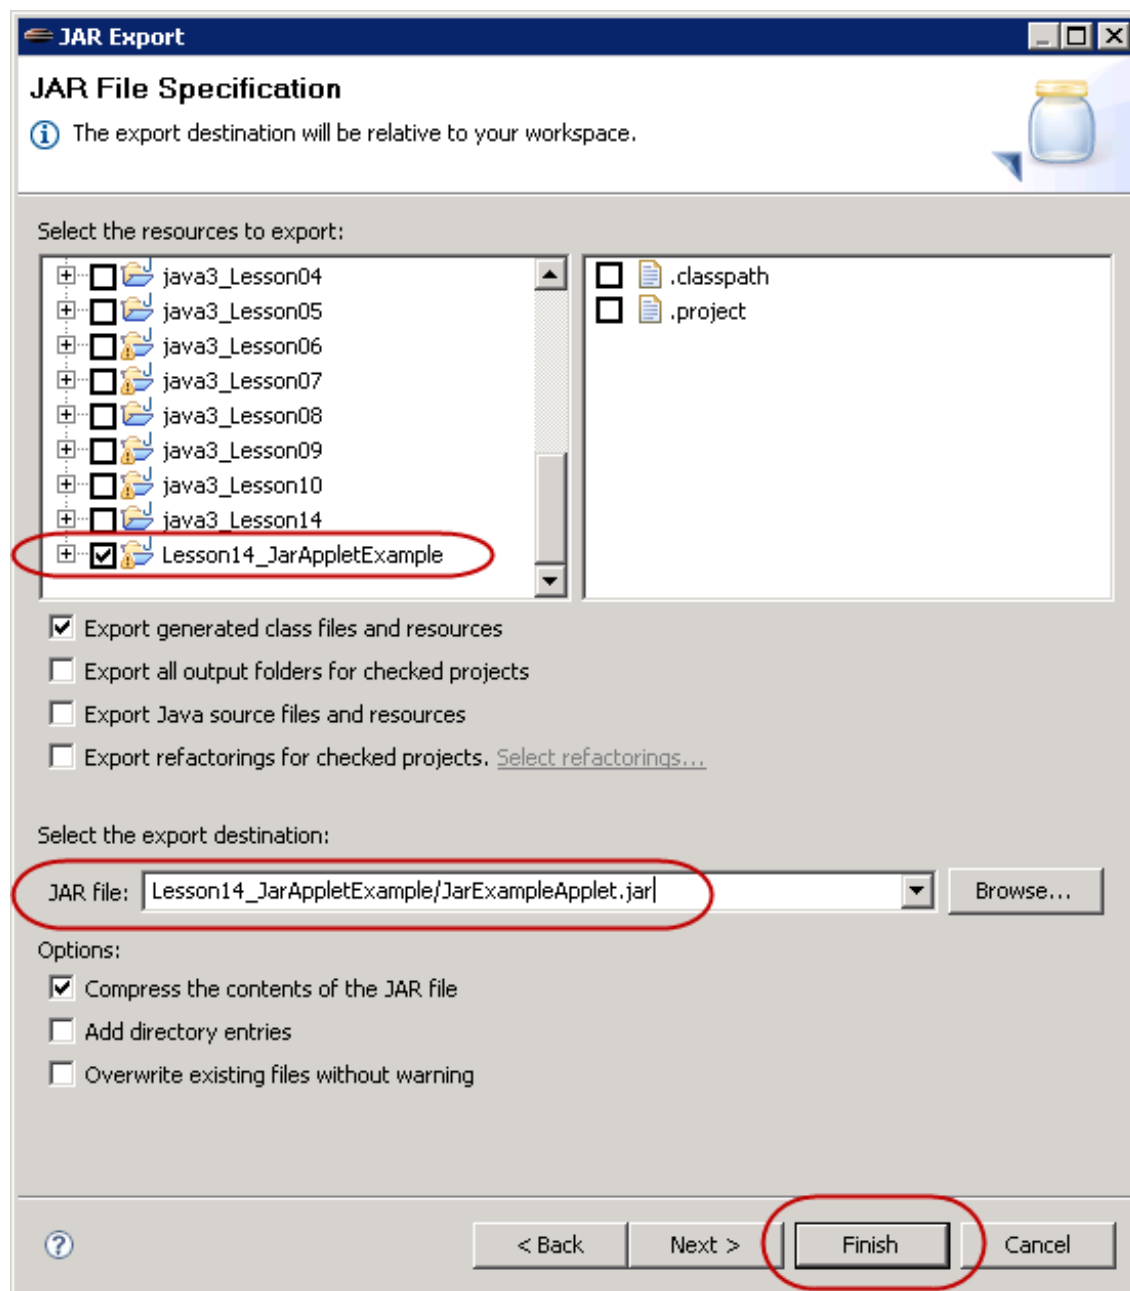 JAR Export
JAR File Specification
The export destination will be relative to your workspace.
Select the resources to export:
java3_Lesson04
java3_Lesson05
java3_Lesson06
java3_Lesson07
java3_Lesson08
java3_Lesson09
java3_Lesson10
java3_Lesson14
Lesson14_JarAppletExample
.classpath
.project
Export generated class files and resources
Export all output folders for checked projects
Export Java source files and resources
Export refactorings for checked projects. Select refactorings...
Select the export destination:
JAR file: Lesson14_JarAppletExample/JarExampleApplet.jar Browse...
Options:
Compress the contents of the JAR file
Add directory entries
Overwrite existing files without warning
< Back Next > Finish Cancel